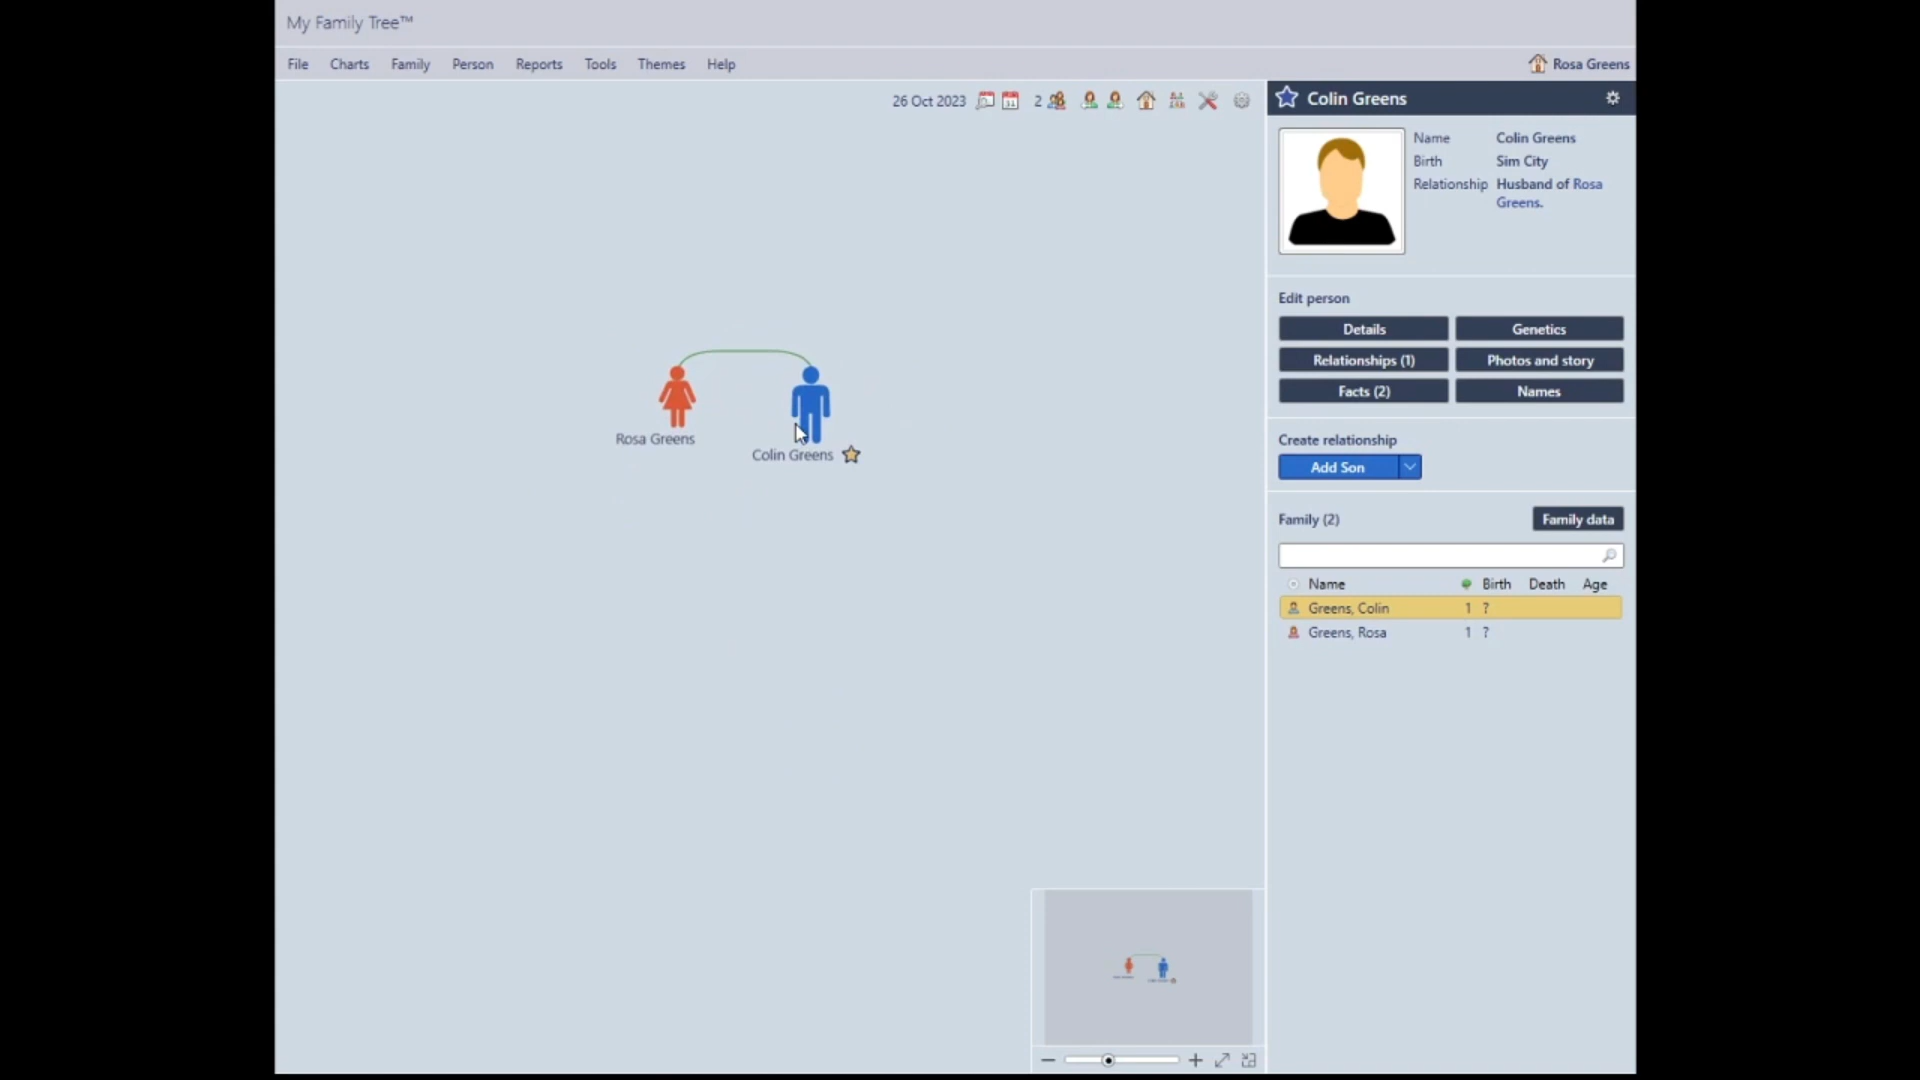 My Family Tree™
File Charts Family Person Reports Tools Themes Help Rosa Greens
26 Oct 2023 2
Rosa Greens
Colin Greens
Colin Greens
Name Colin Greens
Birth Sim City
Relationship Husband of Rosa
Greens.
Edit person
Details Genetics
Relationships (1) Photos and story
Facts (2) Names
Create relationship
Add Son
Family (2) Family data
Name Birth Death Age
Greens, Colin 1 ?
Greens, Rosa 1 ?